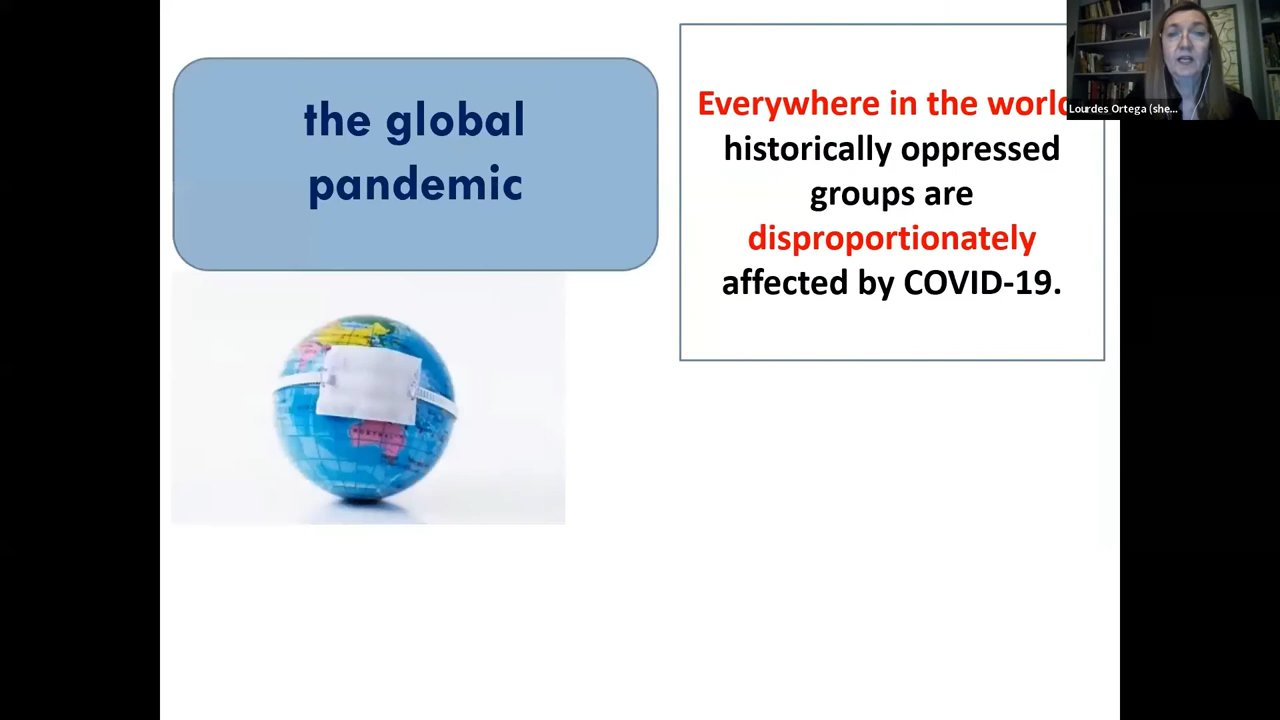 the global
pandemic
Everywhere in the world
historically oppressed
groups are
disproportionately
affected by COVID-19.
Lourdes Ortega (she...
AUSTRALIA